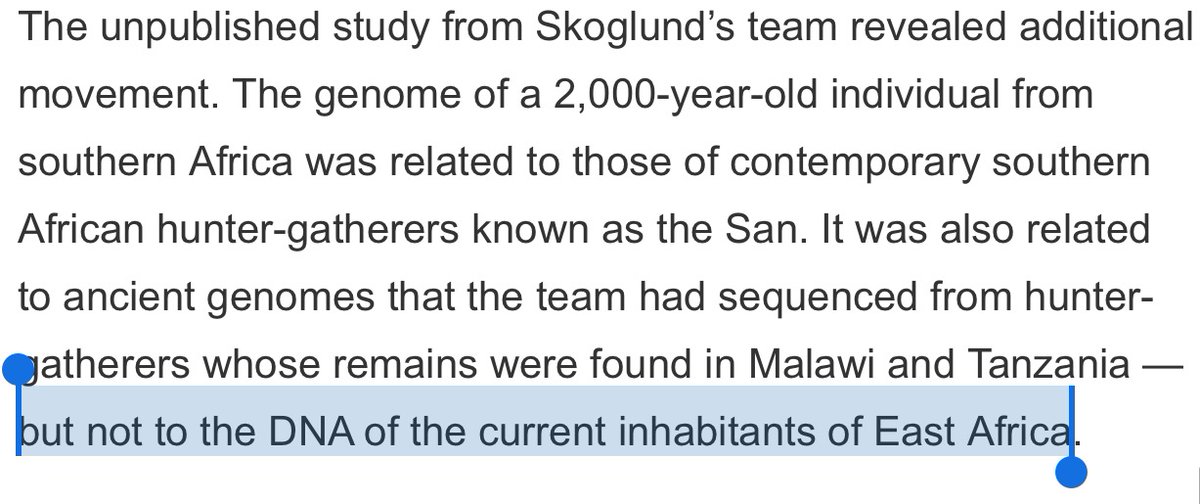 The unpublished study from Skoglund’s team revealed additional
movement. The genome of a 2,000-year-old individual from
southern Africa was related to those of contemporary southern
African hunter-gatherers known as the San. It was also related
to ancient genomes that the team had sequenced from hunter-
gatherers whose remains were found in Malawi and Tanzania —
but not to the DNA of the current inhabitants of East Africa.